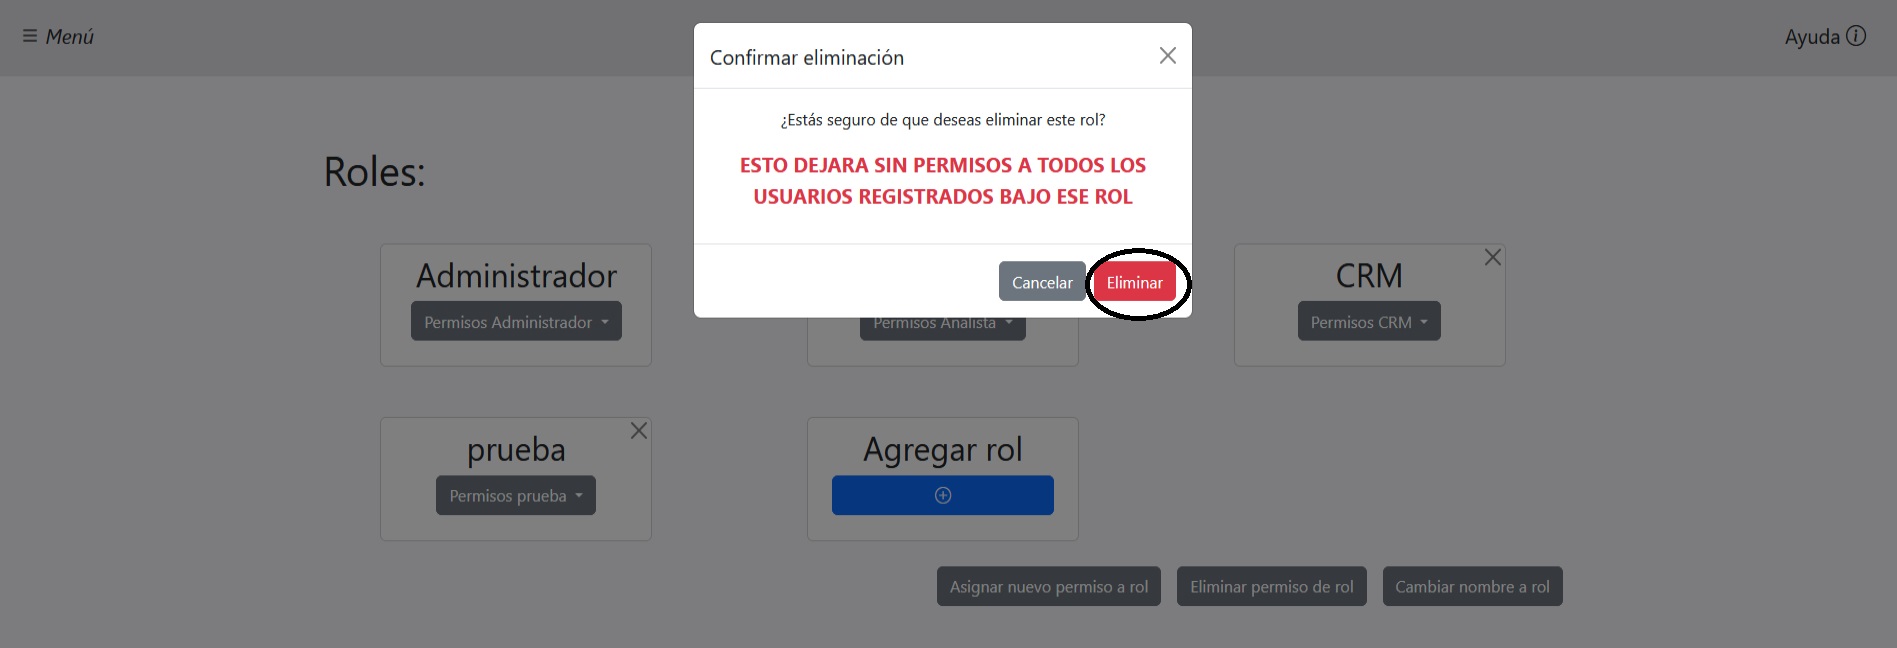 Menú
Ayuda
Confirmar eliminación
¿Estás seguro de que deseas eliminar este rol?
ESTO DEJARA SIN PERMISOS A TODOS LOS
USUARIOS REGISTRADOS BAJO ESE ROL
Cancelar
Eliminar
Roles:
Administrador
Permisos Administrador
Permisos Analista
CRM
Permisos CRM
prueba
Permisos prueba
Agregar rol
Asignar nuevo permiso a rol
Eliminar permiso de rol
Cambiar nombre a rol